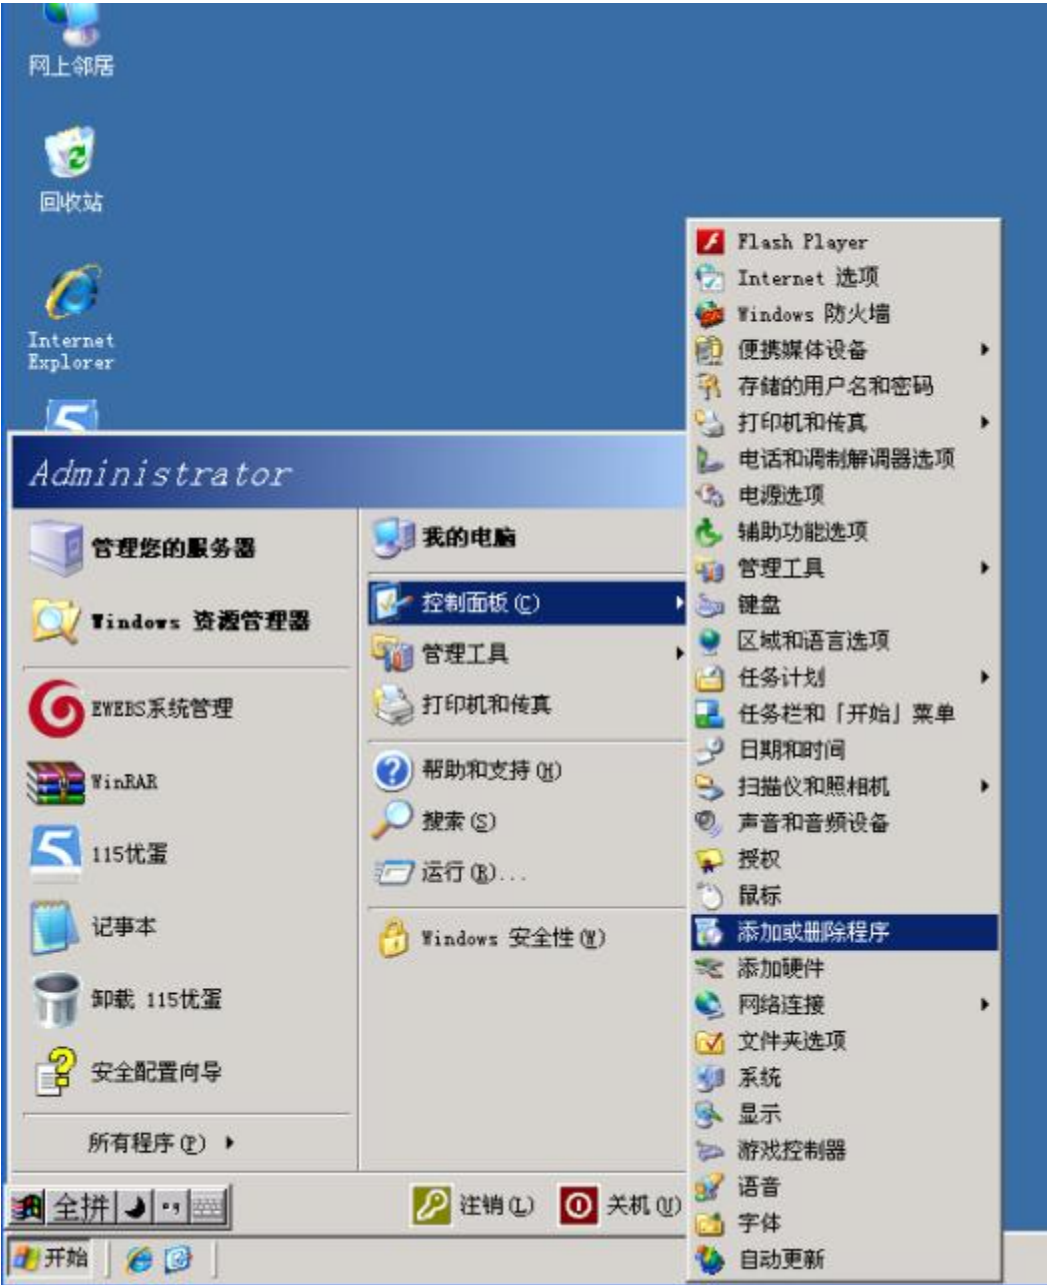 网上邻居
回收站
Internet
Explorer
Administrator
管理您的服务器
Windows 资源管理器
EWEBS系统管理
WinRAR
115优蛋
记事本
卸载 115优蛋
安全配置向导
所有程序(P)
我的电脑
控制面板(C)
管理工具
打印机和传真
帮助和支持(H)
搜索(S)
运行(R)...
Windows 安全性(W)
注销(L)
关机(U)
Flash Player
Internet 选项
Windows 防火墙
便携媒体设备
存储的用户名和密码
打印机和传真
电话和调制解调器选项
电源选项
辅助功能选项
管理工具
键盘
区域和语言选项
任务计划
任务栏和「开始」菜单
日期和时间
扫描仪和照相机
声音和音频设备
授权
鼠标
添加或删除程序
添加硬件
网络连接
文件夹选项
系统
显示
游戏控制器
语音
字体
自动更新
全拼
开始